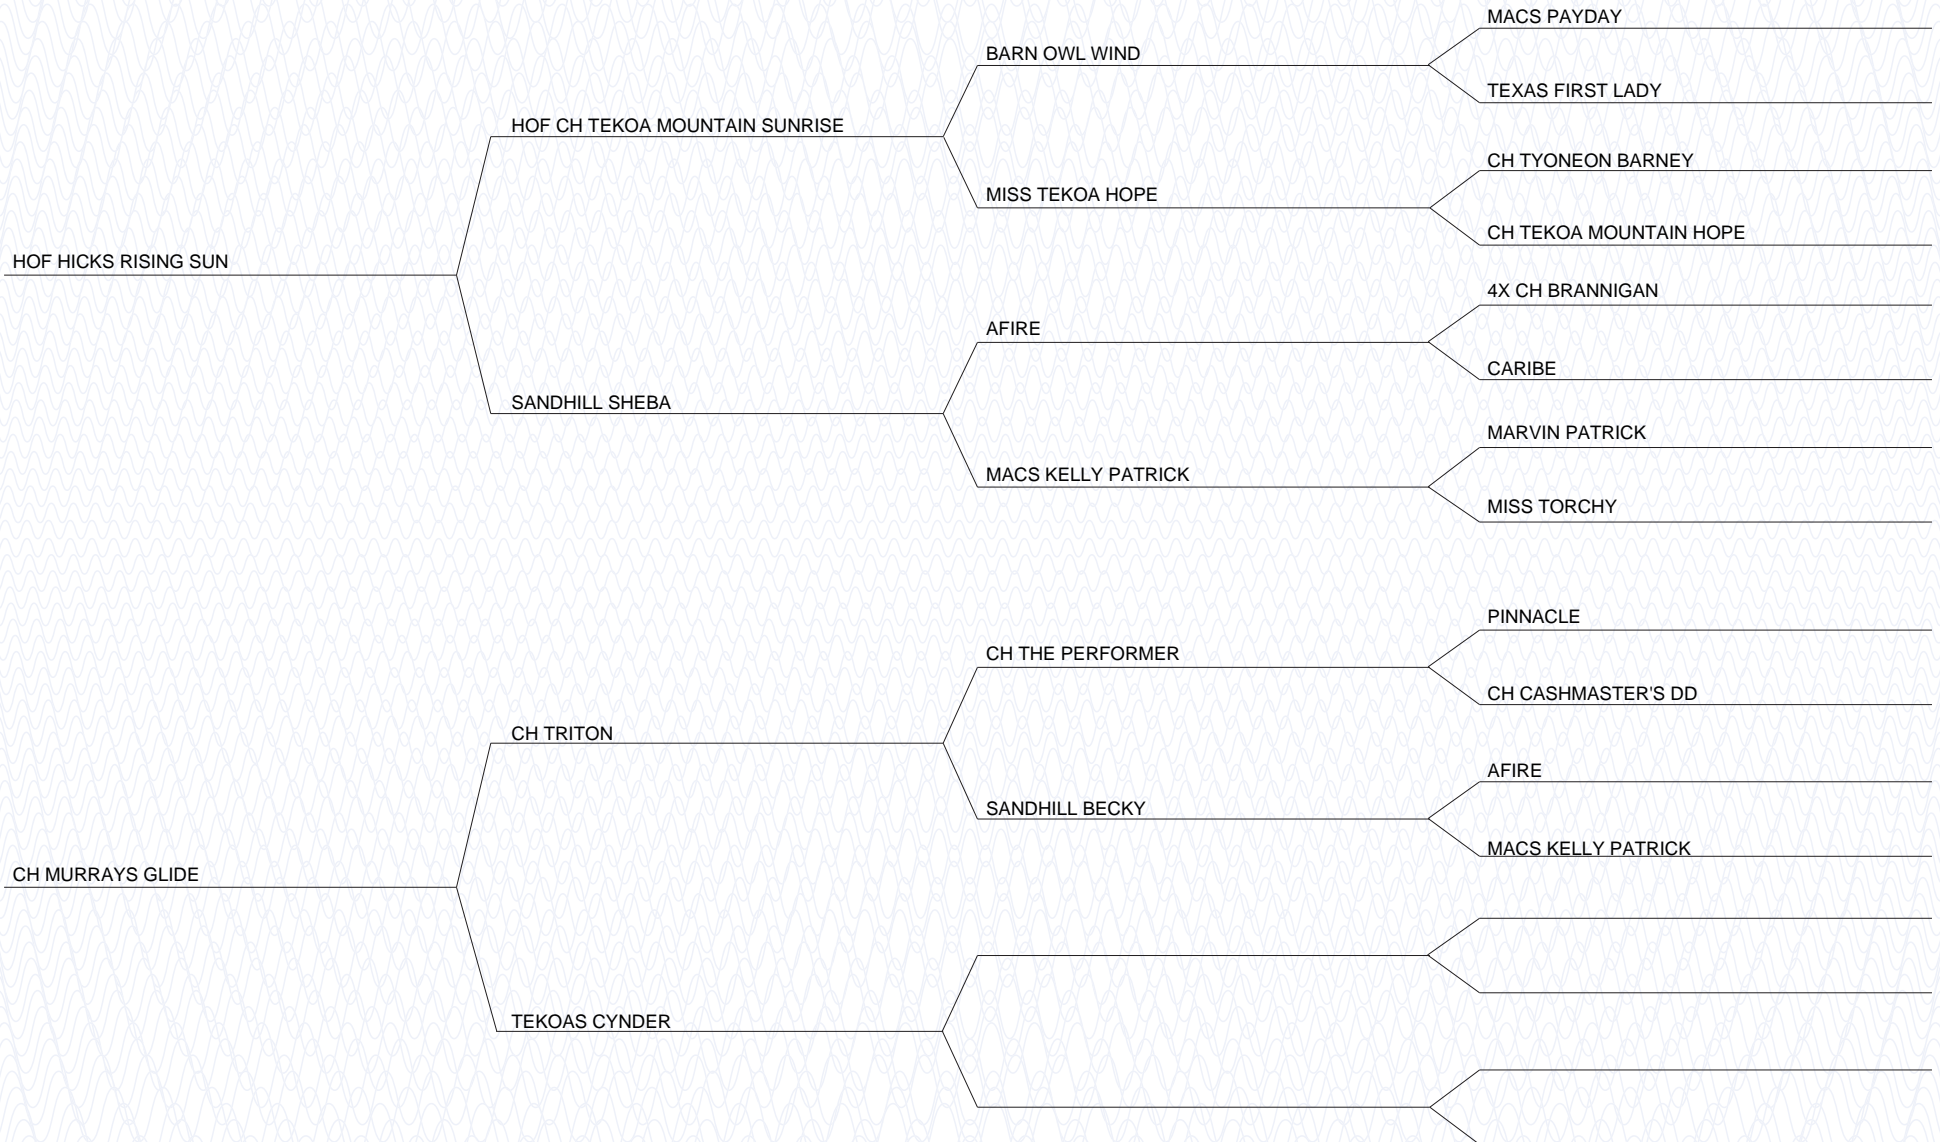 MACS PAYDAY
BARN OWL WIND
TEXAS FIRST LADY
HOF CH TEKOA MOUNTAIN SUNRISE
CH TYONEON BARNEY
MISS TEKOA HOPE
CH TEKOA MOUNTAIN HOPE
HOF HICKS RISING SUN
4X CH BRANNIGAN
AFIRE
CARIBE
SANDHILL SHEBA
MARVIN PATRICK
MACS KELLY PATRICK
MISS TORCHY
PINNACLE
CH THE PERFORMER
CH CASHMASTER'S DD
CH TRITON
AFIRE
SANDHILL BECKY
MACS KELLY PATRICK
CH MURRAYS GLIDE
TEKOAS CYNDER